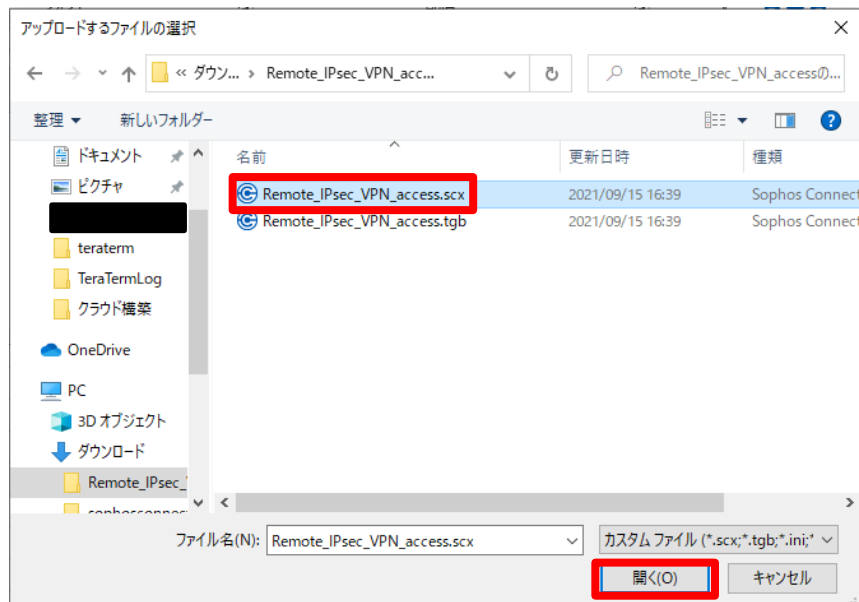 アップロードするファイルの選択
« ダウン... › Remote_IPsec_VPN_acc...
Remote_IPsec_VPN_accessの...
整理
新しいフォルダー
ドキュメント
ピクチャ
teraterm
TeraTermLog
クラウド構築
OneDrive
PC
3D オブジェクト
ダウンロード
Remote_IPsec_
名前 更新日時 種類
Remote_IPsec_VPN_access.scx 2021/09/15 16:39 Sophos Connect
Remote_IPsec_VPN_access.tgb 2021/09/15 16:39 Sophos Connect
ファイル名(N): Remote_IPsec_VPN_access.scx カスタム ファイル (*.scx;*.tgb;*.ini;*
開く(O) キャンセル